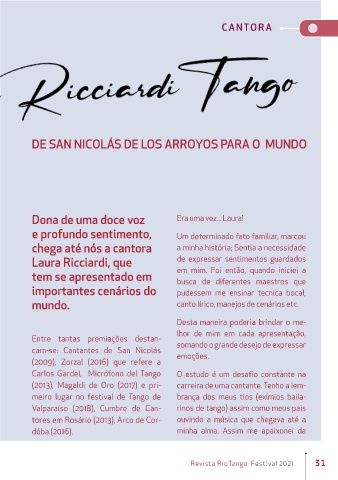 CANTORA
Ricciardi Tango
DE SAN NICOLÁS DE LOS ARROYOS PARA O MUNDO
Dona de uma doce voz
e profundo sentimento,
chega até nós a cantora
Laura Ricciardi, que
tem se apresentado em
importantes cenários do
mundo.
Entre tantas premiações destan-
cam-se: Cantantes de San Nicolás
(2009), Zorzal (2016) que refere a
Carlos Gardel, Micrófono del Tango
(2013), Magaldi de Oro (2017) e pri-
meiro lugar no festival de Tango de
Valparaíso (2018), Cumbre de Can-
tores em Rosário (2013), Arco de Cor-
dóba (2016).
Era uma vez... Laura!
Um determinado fato familiar, marcou
a minha história; Sentia a necessidade
de expressar sentimentos guardados
em mim. Foi então, quando iniciei a
busca de diferentes maestros que
pudessem me ensinar tecnica bocal,
canto lírico, manejos de cenários etc.
Desta maneira poderia brindar o me-
lhor de mim em cada apresentação,
somando o grande desejo de expressar
emoções.
O estudo é um desafio constante na
carreira de uma cantante. Tenho a lem-
brança dos meus tios (exímios baila-
rinos de tango) assim como meus pais
ouvindo a música que chegava até a
minha alma. Assim me apaixonei da
Revista RioTango Festival 2021 31